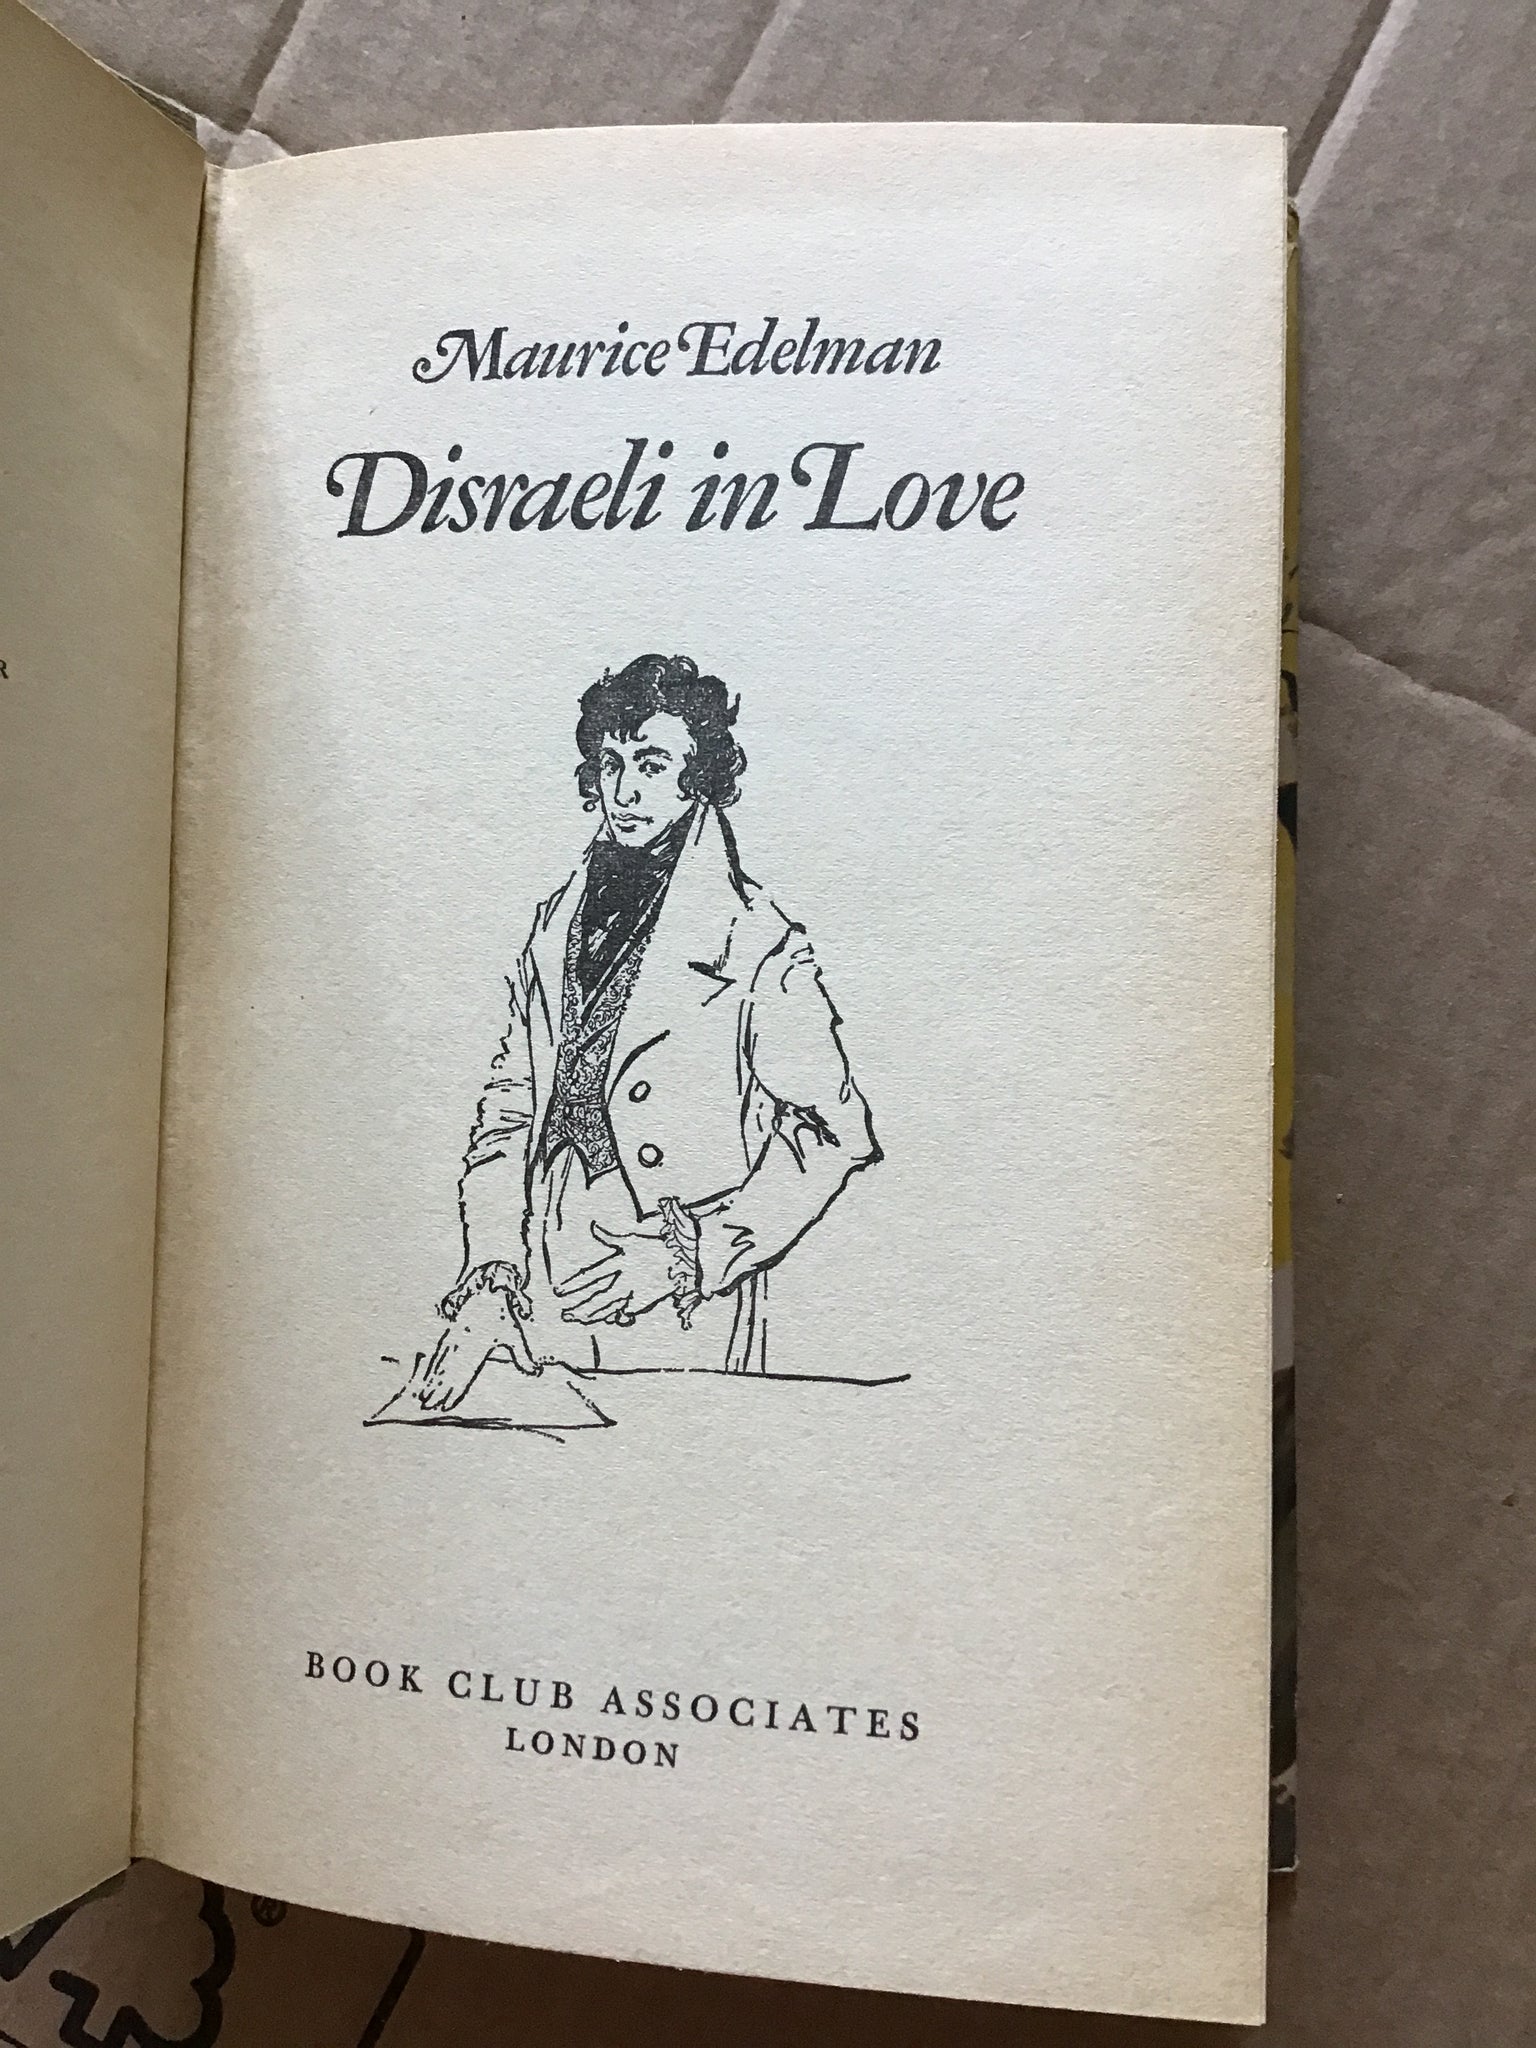 R
Maurice Edelman
Disraeli in Love
BOOK CLUB ASSOCIATES
LONDON
®